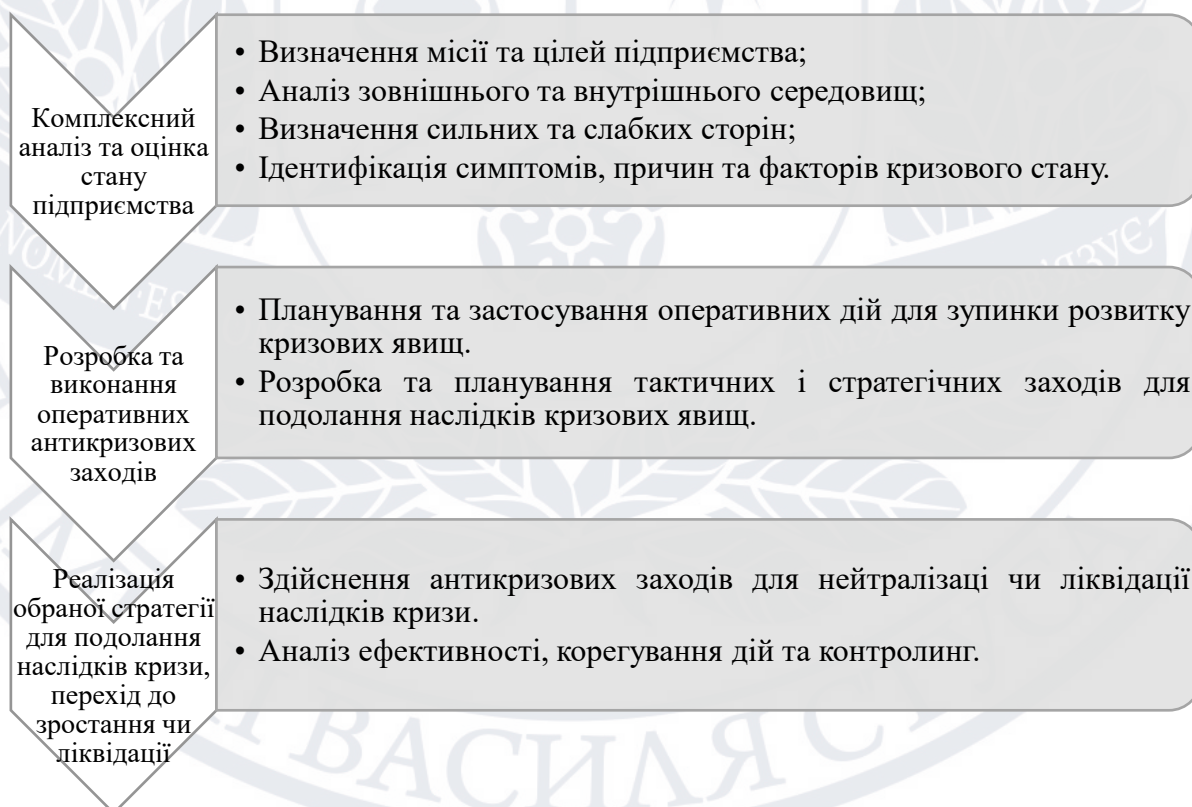 Комплексний
аналіз та оцінка
стану
підприємства
• Визначення місії та цілей підприємства;
• Аналіз зовнішнього та внутрішнього середовищ;
• Визначення сильних та слабких сторін;
• Ідентифікація симптомів, причин та факторів кризового стану.
Розробка та
виконання
оперативних
антикризових
заходів
• Планування та застосування оперативних дій для зупинки розвитку
кризових явищ.
• Розробка та планування тактичних і стратегічних заходів для
подолання наслідків кризових явищ.
Реалізація
обраної стратегії
для подолання
наслідків кризи,
перехід до
зростання чи
ліквідації
• Здійснення антикризових заходів для нейтралізаці чи ліквідації
наслідків кризи.
• Аналіз ефективності, корегування дій та контролинг.
ВАСИЛЯ С